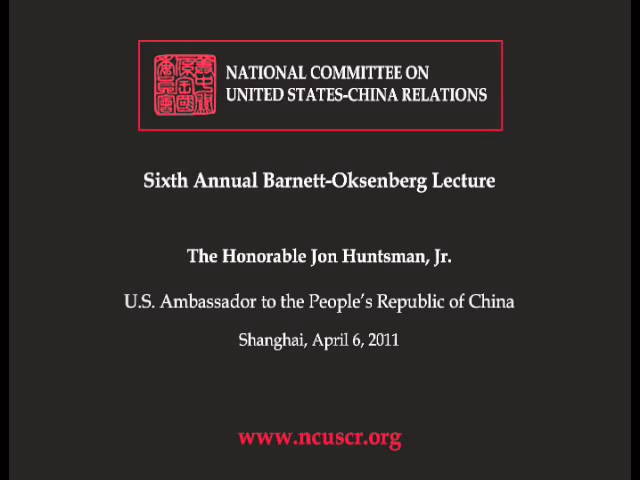 NATIONAL COMMITTEE ON
UNITED STATES-CHINA RELATIONS
Sixth Annual Barnett-Oksenberg Lecture
The Honorable Jon Huntsman, Jr.
U.S. Ambassador to the People's Republic of China
Shanghai, April 6, 2011
www.ncuscr.org